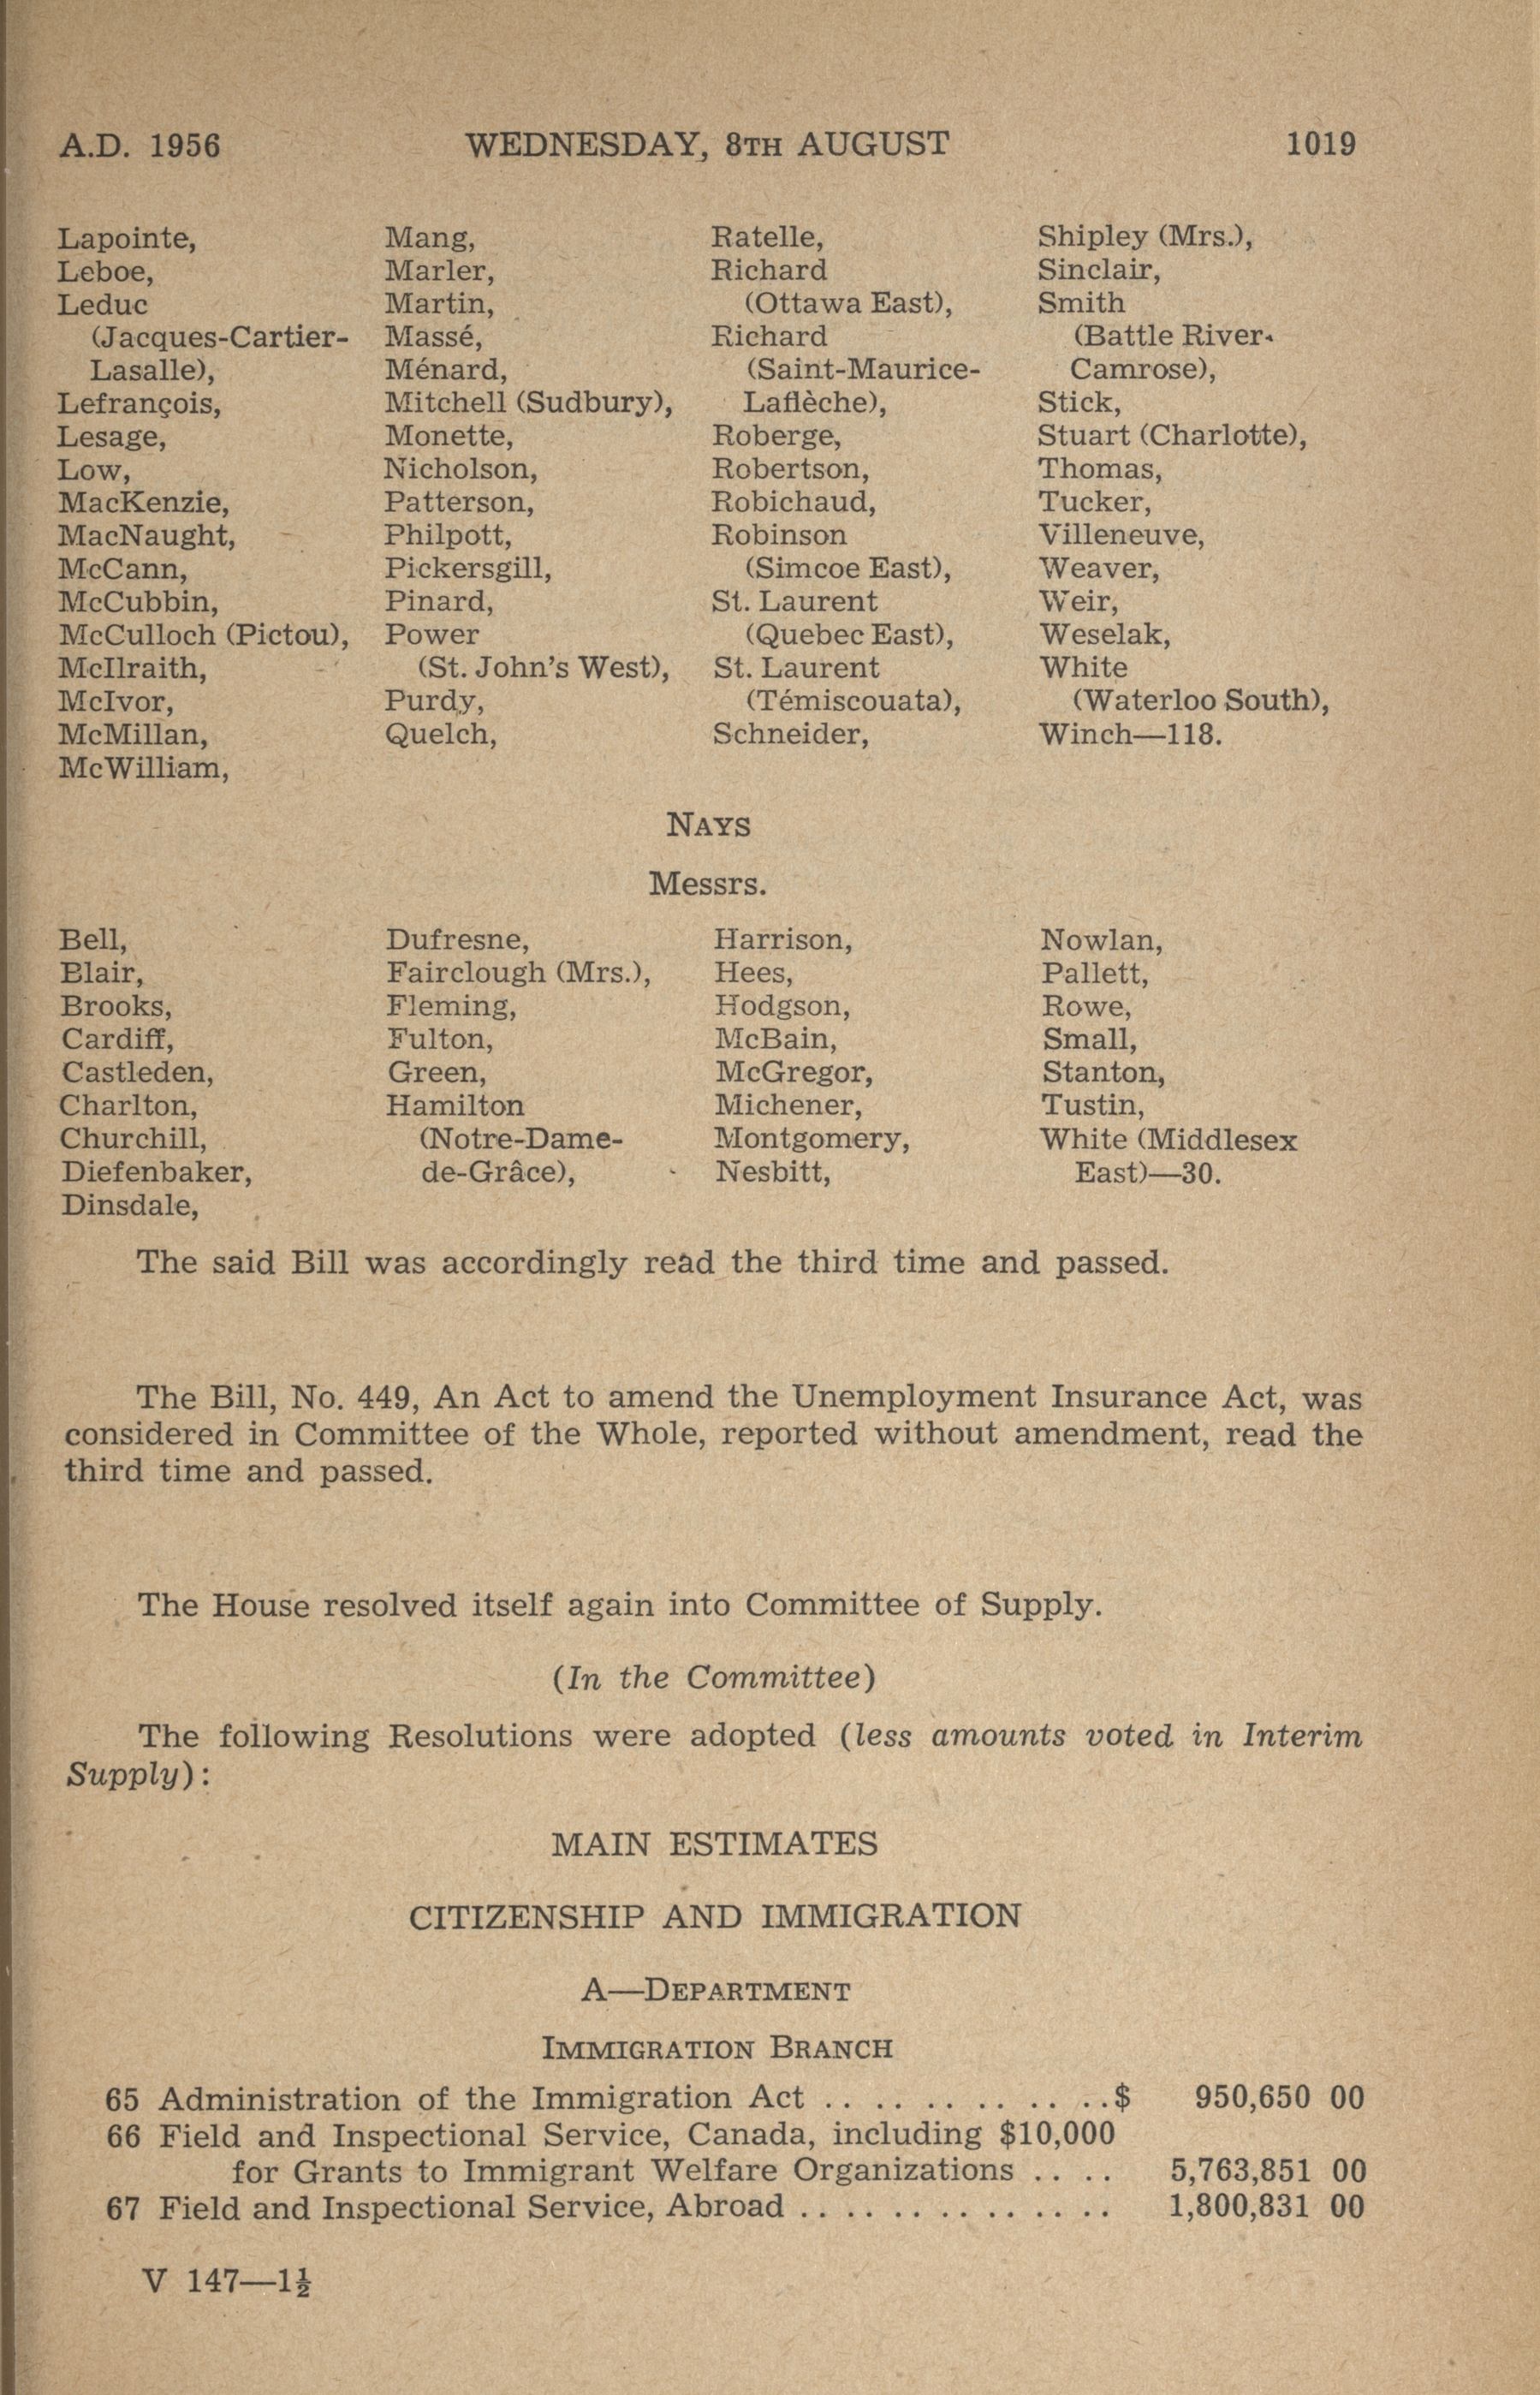 A.D. 1956 WEDNESDAY, 8TH AUGUST 1019
Lapointe,
Leboe,
Leduc
(Jacques-Cartier-
Lasalle),
Lefrançois,
Lesage,
Low,
MacKenzie,
MacNaught,
McCann,
McCubbin,
McCulloch (Pictou),
McIlraith,
McIvor,
McMillan,
McWilliam,
Mang,
Marler,
Martin,
Massé,
Ménard,
Mitchell (Sudbury),
Monette,
Nicholson,
Patterson,
Philpott,
Pickersgill,
Pinard,
Power
(St. John's West),
Purdy,
Quelch,
Ratelle,
Richard
(Ottawa East),
Richard
(Saint-Maurice-
Laflèche),
Roberge,
Robertson,
Robichaud,
Robinson
(Simcoe East),
St. Laurent
(Quebec East),
St. Laurent
(Témiscouata),
Schneider,
Shipley (Mrs.),
Sinclair,
Smith
(Battle River-
Camrose),
Stick,
Stuart (Charlotte),
Thomas,
Tucker,
Villeneuve,
Weaver,
Weir,
Weselak,
White
(Waterloo South),
Winch—118.
NAYS
Messrs.
Bell,
Blair,
Brooks,
Cardiff,
Castleden,
Charlton,
Churchill,
Diefenbaker,
Dinsdale,
Dufresne,
Fairclough (Mrs.),
Fleming,
Fulton,
Green,
Hamilton
(Notre-Dame-
de-Grâce),
Harrison,
Hees,
Hodgson,
McBain,
McGregor,
Michener,
Montgomery,
Nesbitt,
Nowlan,
Pallett,
Rowe,
Small,
Stanton,
Tustin,
White (Middlesex
East)—30.
The said Bill was accordingly read the third time and passed.
The Bill, No. 449, An Act to amend the Unemployment Insurance Act, was
considered in Committee of the Whole, reported without amendment, read the
third time and passed.
The House resolved itself again into Committee of Supply.
(In the Committee)
The following Resolutions were adopted (less amounts voted in Interim
Supply):
MAIN ESTIMATES
CITIZENSHIP AND IMMIGRATION
A—DEPARTMENT
IMMIGRATION BRANCH
65 Administration of the Immigration Act .. .. .. .. .. ..$ 950,650 00
66 Field and Inspectional Service, Canada, including $10,000
for Grants to Immigrant Welfare Organizations .. .. 5,763,851 00
67 Field and Inspectional Service, Abroad .. .. .. .. .. .. .. 1,800,831 00
V 147—1½